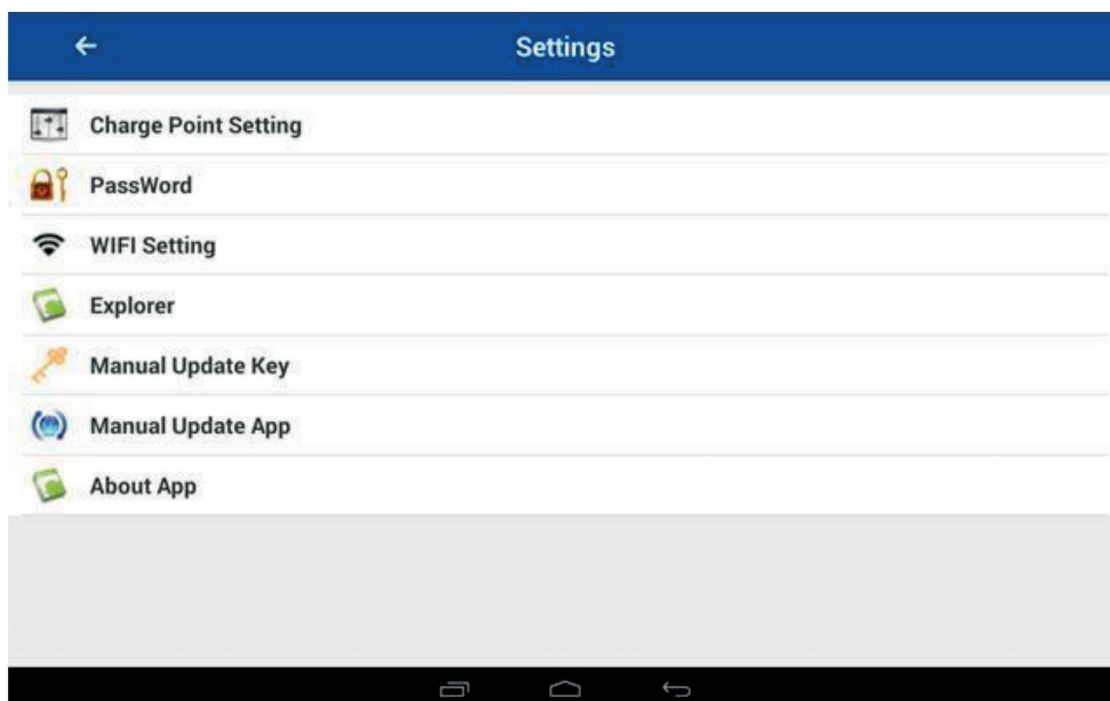 Settings
Charge Point Setting
PassWord
WIFI Setting
Explorer
Manual Update Key
Manual Update App
About App